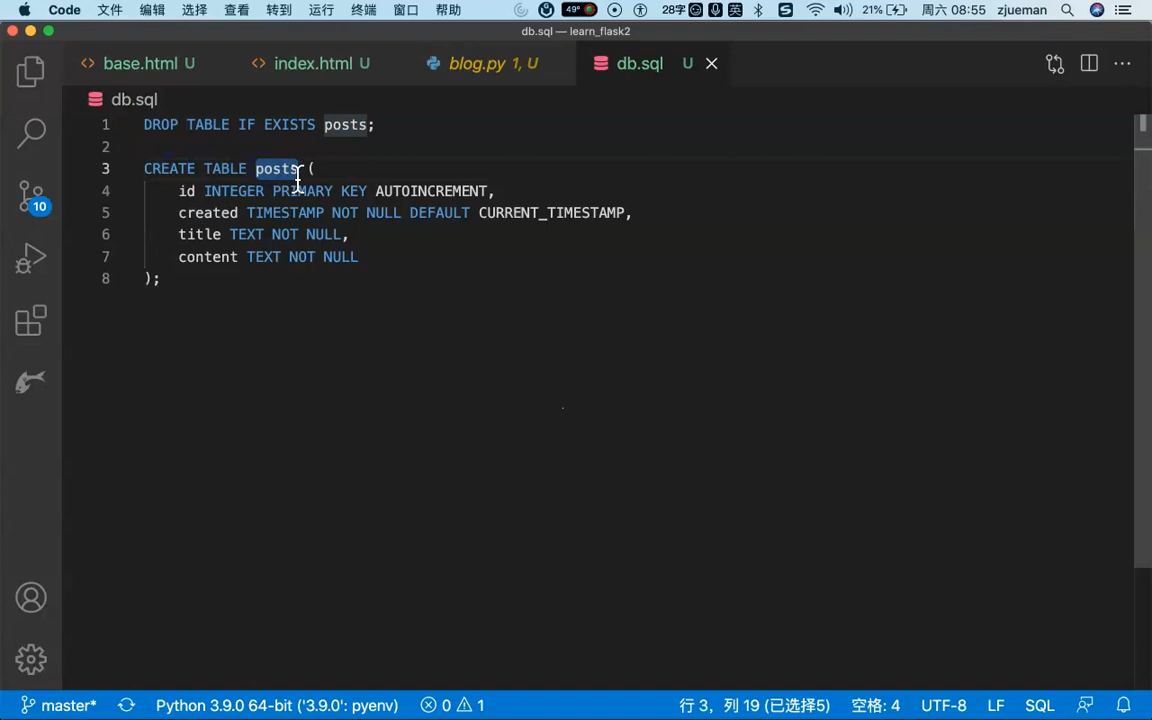 Code 文件 编辑 选择 查看 转到 运行 终端 窗口 帮助 49° 28字 英 21% 周六 08:55 zjueman
db.sql — learn_flask2
base.html U index.html U blog.py 1, U db.sql U
db.sql
1 DROP TABLE IF EXISTS posts;
2
3 CREATE TABLE posts (
4 id INTEGER PRIMARY KEY AUTOINCREMENT,
5 created TIMESTAMP NOT NULL DEFAULT CURRENT_TIMESTAMP,
6 title TEXT NOT NULL,
7 content TEXT NOT NULL
8 );
10
master* Python 3.9.0 64-bit ('3.9.0': pyenv) 0 1 行 3，列 19 (已选择5) 空格: 4 UTF-8 LF SQL